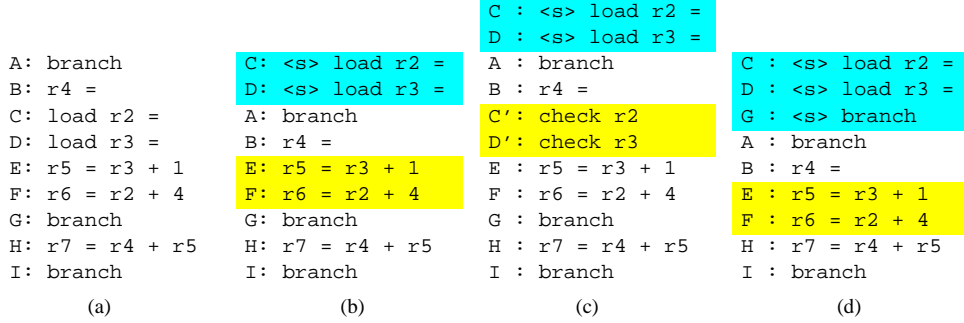 A: branch
B: r4 =
C: load r2 =
D: load r3 =
E: r5 = r3 + 1
F: r6 = r2 + 4
G: branch
H: r7 = r4 + r5
I: branch
(a)
C: <s> load r2 =
D: <s> load r3 =
A: branch
B: r4 =
E: r5 = r3 + 1
F: r6 = r2 + 4
G: branch
H: r7 = r4 + r5
I: branch
(b)
C : <s> load r2 =
D : <s> load r3 =
A : branch
B : r4 =
C’: check r2
D’: check r3
E : r5 = r3 + 1
F : r6 = r2 + 4
G : branch
H : r7 = r4 + r5
I : branch
(c)
C : <s> load r2 =
D : <s> load r3 =
G : <s> branch
A : branch
B : r4 =
E : r5 = r3 + 1
F : r6 = r2 + 4
H : r7 = r4 + r5
I : branch
(d)